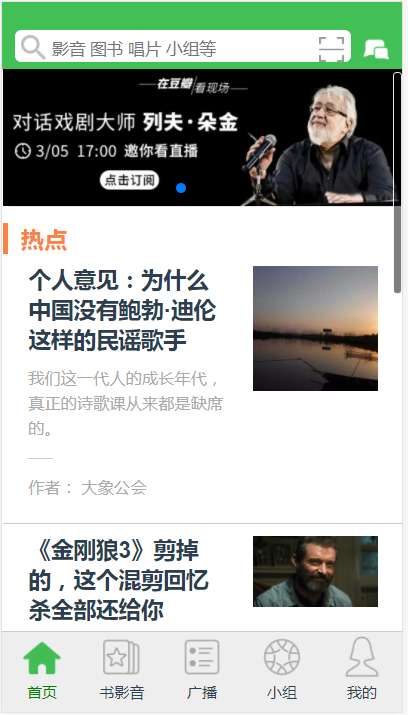 影音 图书 唱片 小组等
在豆瓣 看现场
对话戏剧大师 列夫·朵金
3/05 17:00 邀你看直播
点击订阅
热点
个人意见：为什么
中国没有鲍勃·迪伦
这样的民谣歌手
我们这一代人的成长年代，
真正的诗歌课从来都是缺席
的。
作者： 大象公会
《金刚狼3》剪掉
的，这个混剪回忆
杀全部还给你
首页 书影音 广播 小组 我的